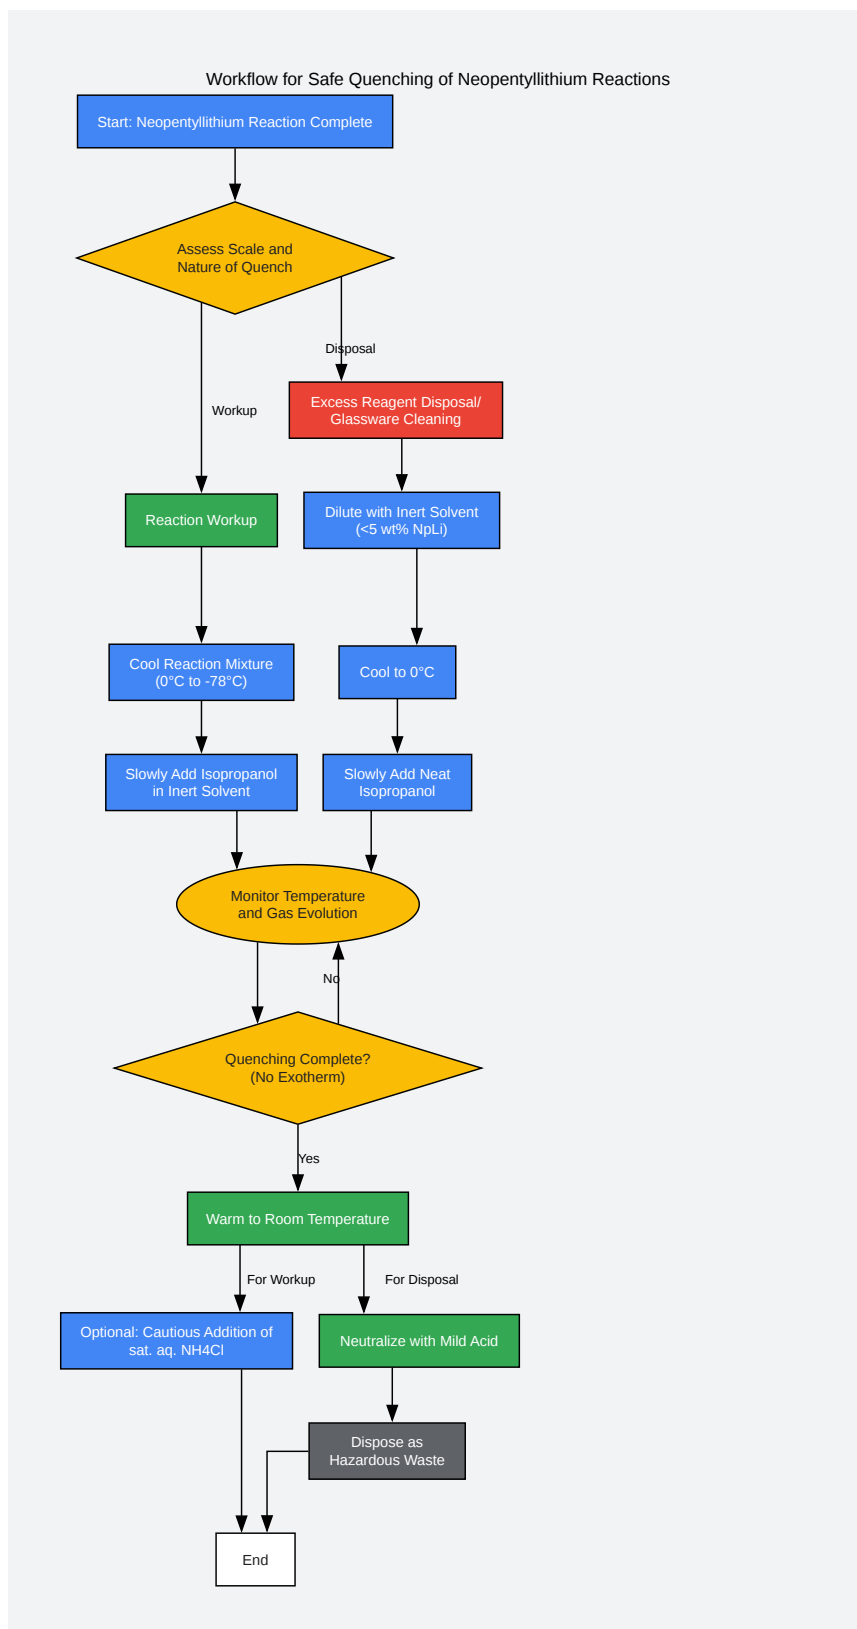 Workflow for Safe Quenching of Neopentyllithium Reactions
Start: Neopentyllithium Reaction Complete
Assess Scale and
Nature of Quench
Disposal
Excess Reagent Disposal/
Glassware Cleaning
Workup
Reaction Workup
Dilute with Inert Solvent
(<5 wt% NpLi)
Cool Reaction Mixture
(0°C to -78°C)
Cool to 0°C
Slowly Add Isopropanol
in Inert Solvent
Slowly Add Neat
Isopropanol
Monitor Temperature
and Gas Evolution
No
Quenching Complete?
(No Exotherm)
Yes
Warm to Room Temperature
For Workup
For Disposal
Optional: Cautious Addition of
sat. aq. NH4Cl
Neutralize with Mild Acid
Dispose as
Hazardous Waste
End